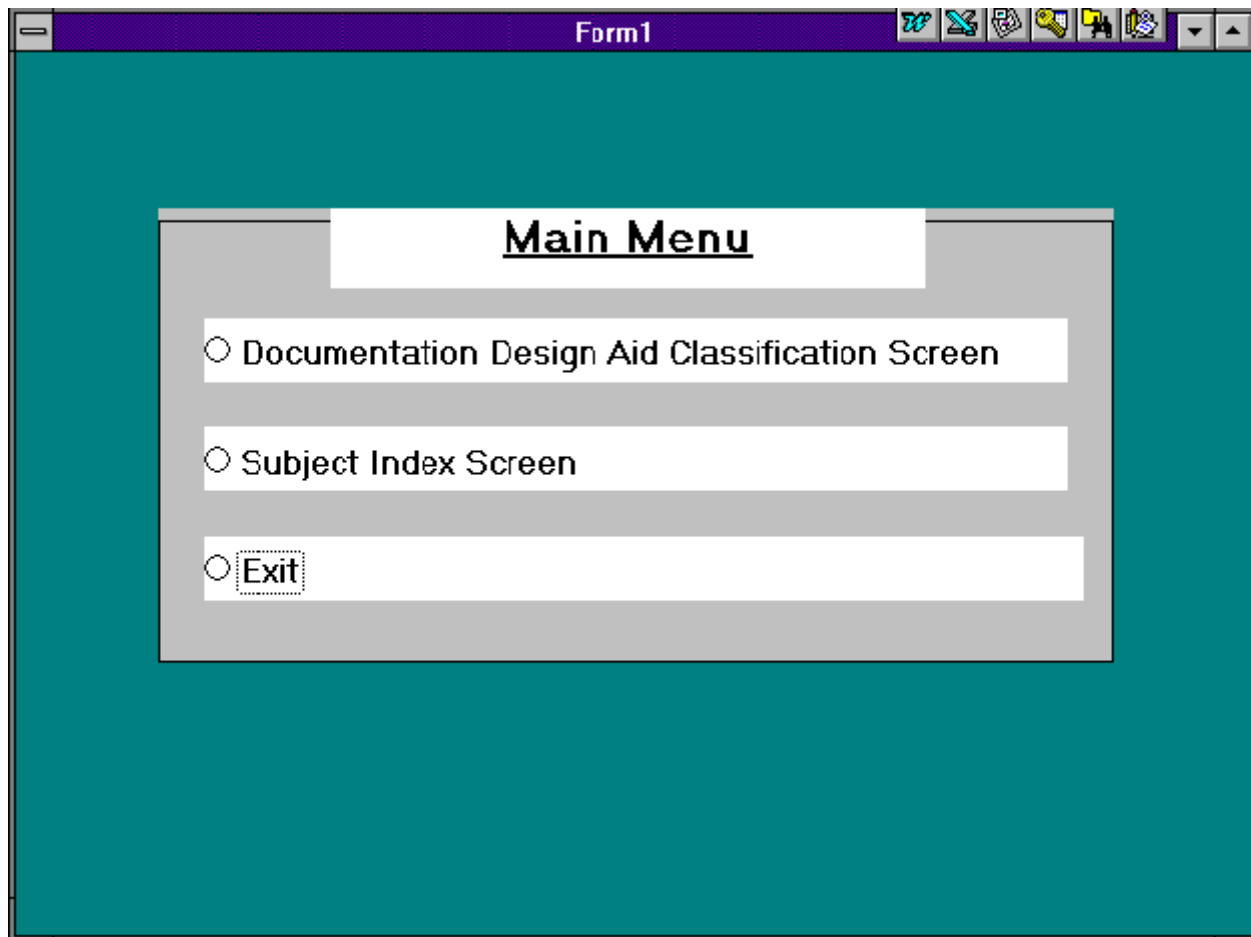 Form1
Main Menu
Documentation Design Aid Classification Screen
Subject Index Screen
Exit